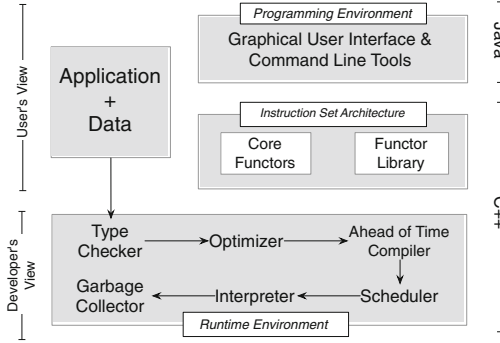 Programming Environment
Graphical User Interface &
Command Line Tools
Java
User's View
Application
+
Data
Instruction Set Architecture
Core
Functors
Functor
Library
C++
Developer's
View
Type
Checker
Optimizer
Ahead of Time
Compiler
Garbage
Collector
Interpreter
Scheduler
Runtime Environment